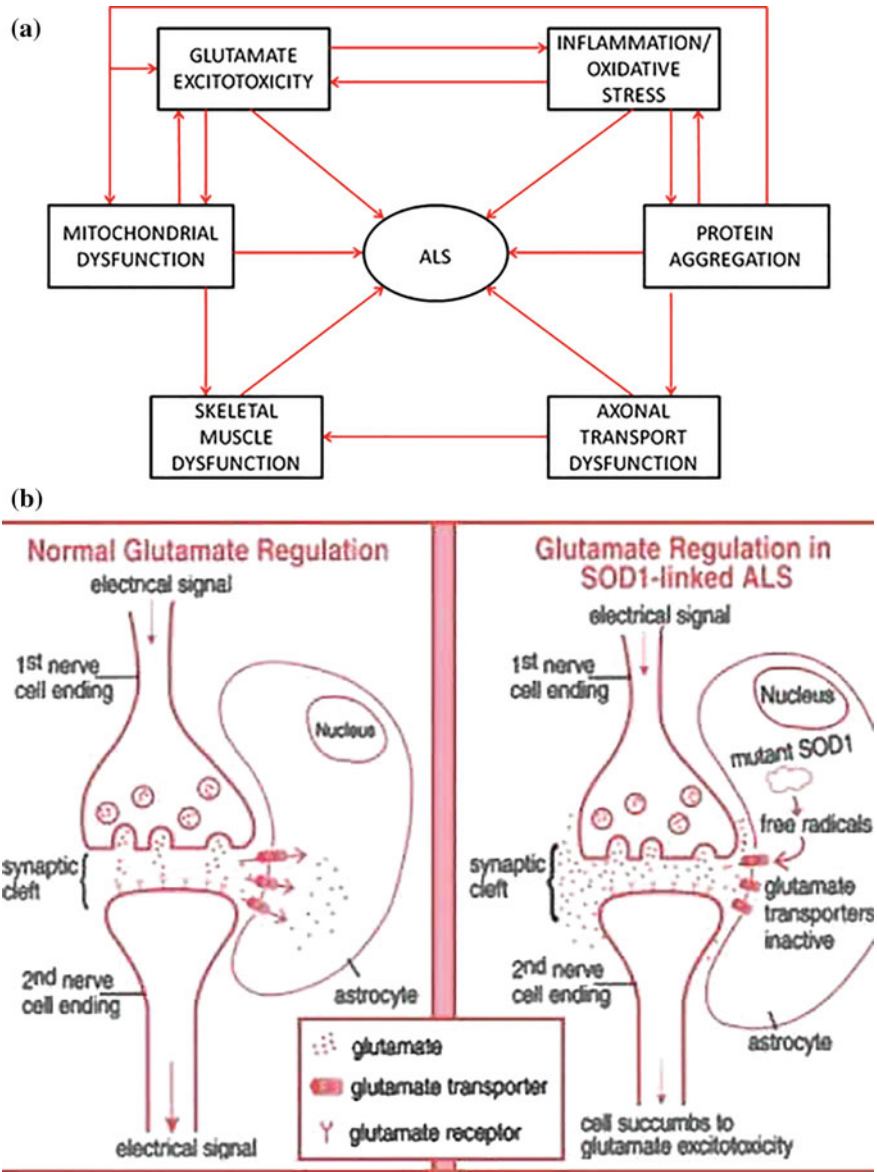 (a)
GLUTAMATE
EXCITOTOXICITY
INFLAMMATION/
OXIDATIVE
STRESS
MITOCHONDRIAL
DYSFUNCTION
ALS
PROTEIN
AGGREGATION
SKELETAL
MUSCLE
DYSFUNCTION
AXONAL
TRANSPORT
DYSFUNCTION
(b)
Normal Glutamate Regulation
electrical signal
1st nerve
cell ending
Nucleus
synaptic
cleft
2nd nerve
cell ending
astrocyte
electrical signal
Glutamate Regulation in
SOD1-linked ALS
electrical signal
1st nerve
cell ending
Nucleus
mutant SOD1
free radicals
synaptic
cleft
glutamate
transporters
inactive
2nd nerve
cell ending
astrocyte
cell succumbs to
glutamate excitotoxicity
glutamate
glutamate transporter
glutamate receptor